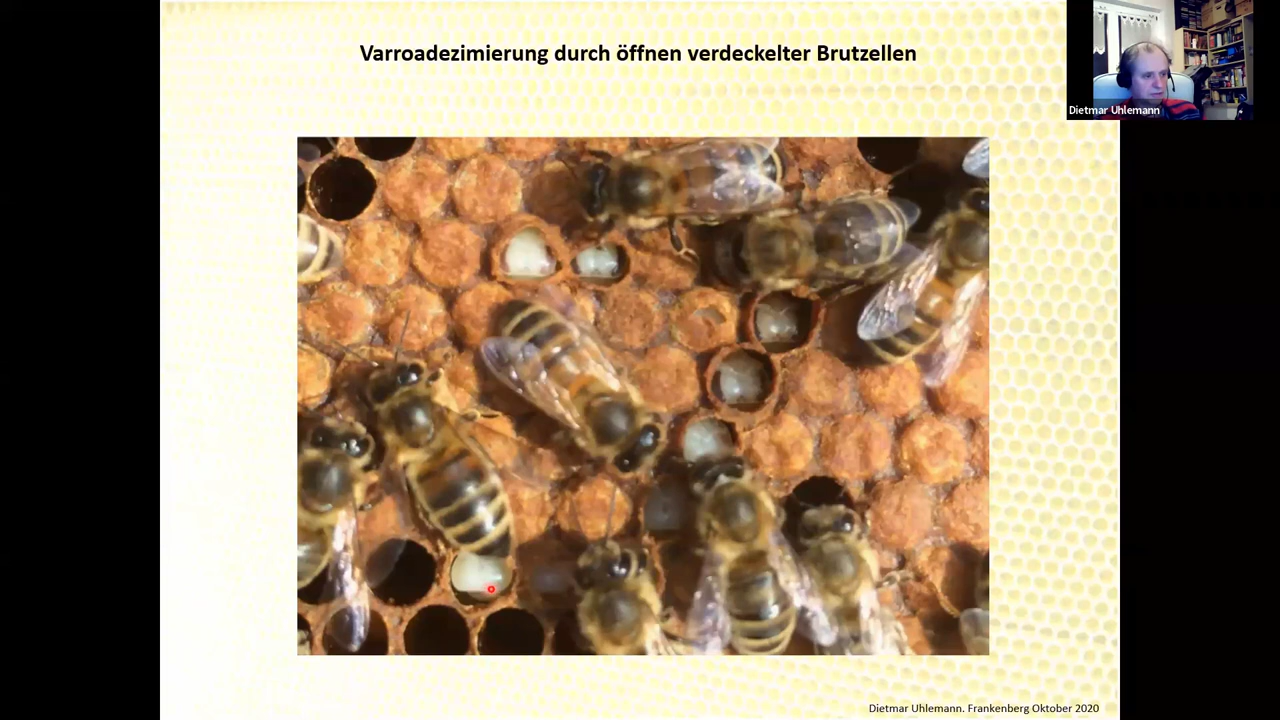 Varroadezimierung durch öffnen verdeckelter Brutzellen
Dietmar Uhlemann
Dietmar Uhlemann. Frankenberg Oktober 2020